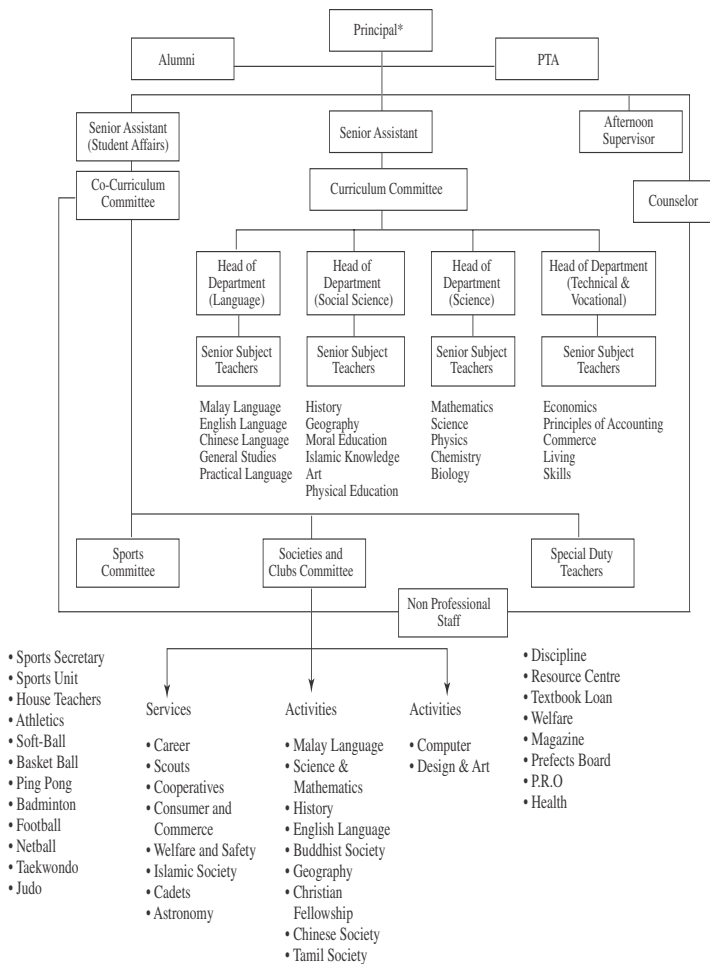 Principal*
Alumni
PTA
Senior Assistant
(Student Affairs)
Senior Assistant
Afternoon
Supervisor
Co-Curriculum
Committee
Curriculum Committee
Counselor
Head of
Department
(Language)
Head of
Department
(Social Science)
Head of
Department
(Science)
Head of Department
(Technical &
Vocational)
Senior Subject
Teachers
Senior Subject
Teachers
Senior Subject
Teachers
Senior Subject
Teachers
Malay Language
English Language
Chinese Language
General Studies
Practical Language
History
Geography
Moral Education
Islamic Knowledge
Art
Physical Education
Mathematics
Science
Physics
Chemistry
Biology
Economics
Principles of Accounting
Commerce
Living
Skills
Sports
Committee
Societies and
Clubs Committee
Special Duty
Teachers
Non Professional
Staff
• Sports Secretary
• Sports Unit
• House Teachers
• Athletics
• Soft-Ball
• Basket Ball
• Ping Pong
• Badminton
• Football
• Netball
• Taekwondo
• Judo
Services
• Career
• Scouts
• Cooperatives
• Consumer and
Commerce
• Welfare and Safety
• Islamic Society
• Cadets
• Astronomy
Activities
• Malay Language
• Science &
Mathematics
• History
• English Language
• Buddhist Society
• Geography
• Christian
Fellowship
• Chinese Society
• Tamil Society
Activities
• Computer
• Design & Art
• Discipline
• Resource Centre
• Textbook Loan
• Welfare
• Magazine
• Prefects Board
• P.R.O
• Health